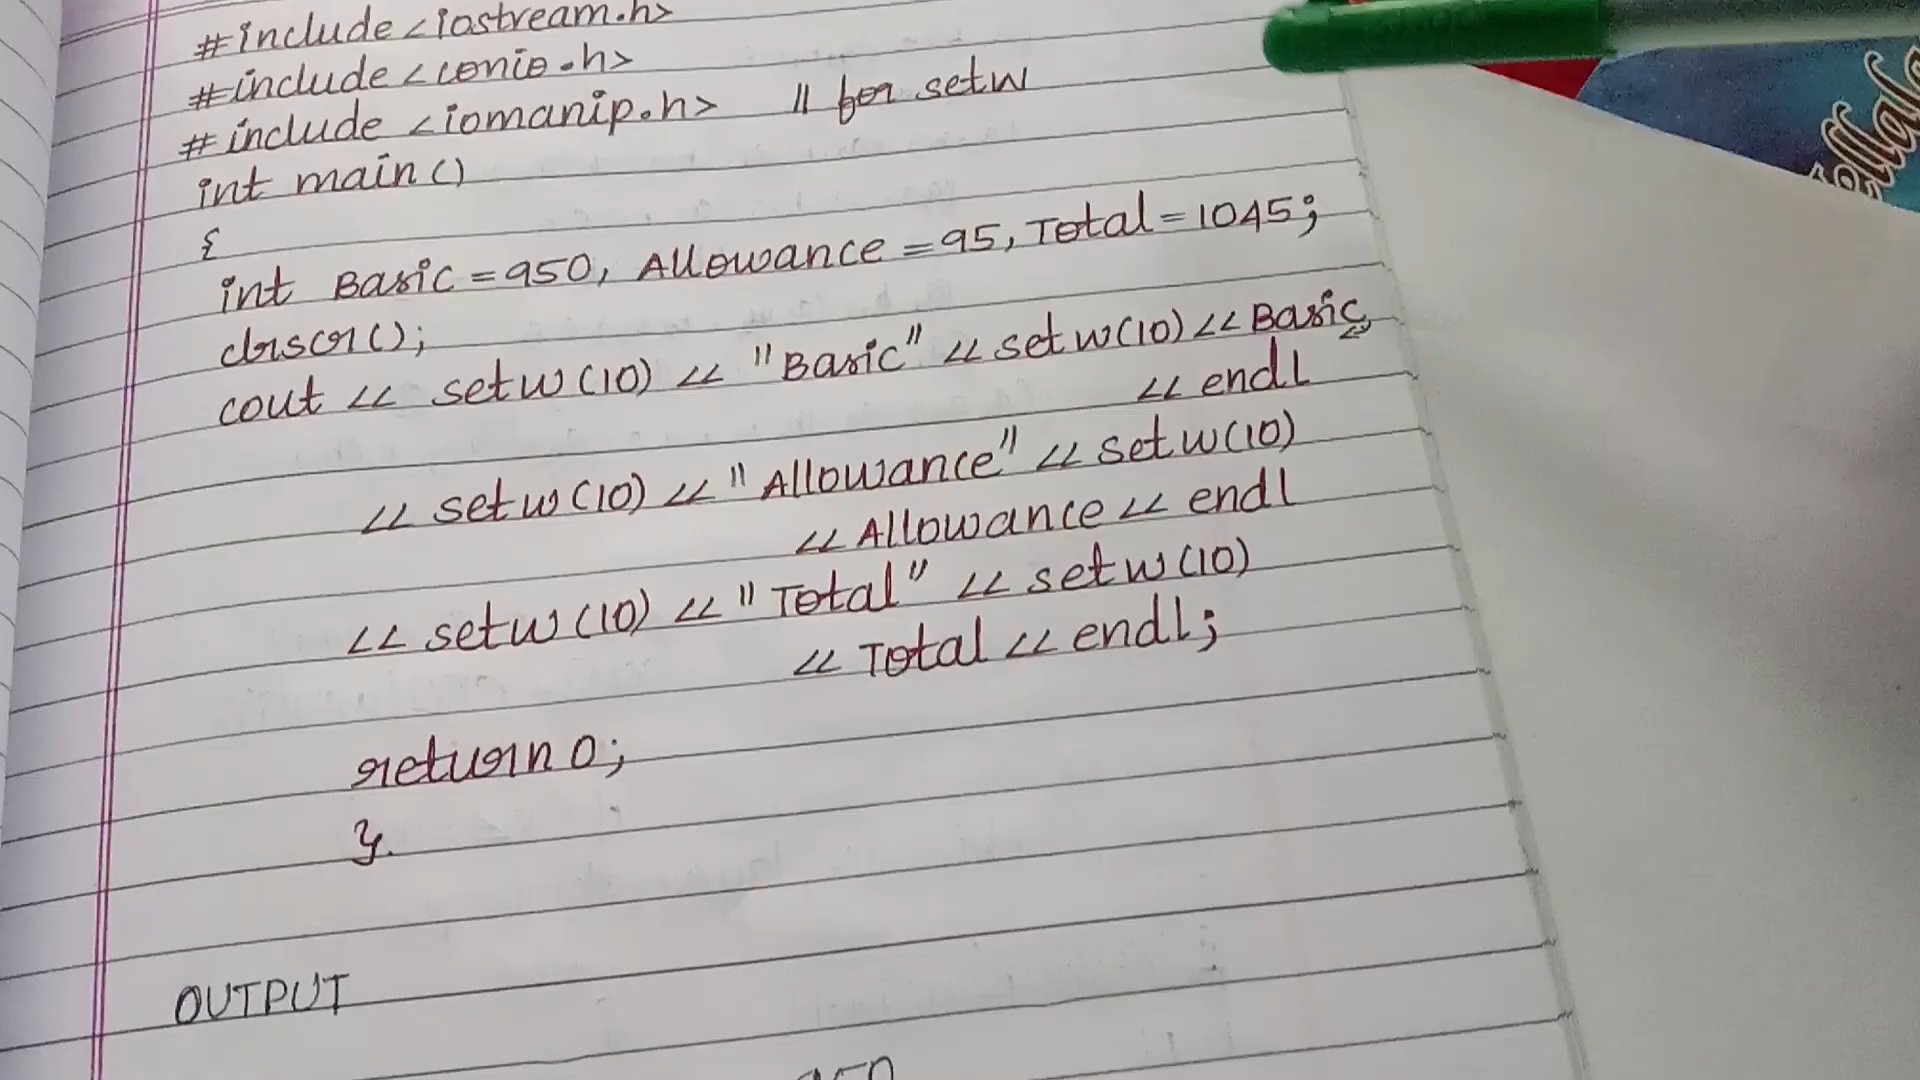 #include <iostream.h>
#include <conio.h>
#include <iomanip.h> // for setw
int main()
{
int Basic = 950, Allowance = 95, Total = 1045;
clrscr();
cout << setw(10) << "Basic" << setw(10) << Basic
<< endl
<< setw(10) << "Allowance" << setw(10)
<< Allowance << endl
<< setw(10) << "Total" << setw(10)
<< Total << endl;
return 0;
}.
OUTPUT
950